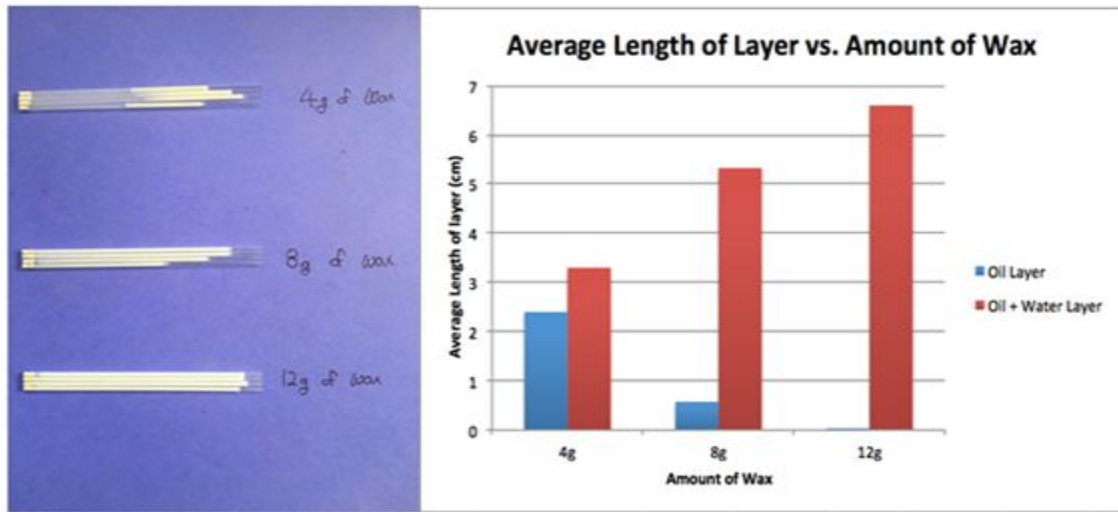 4g of wax
8g of wax
12g of wax
Average Length of Layer vs. Amount of Wax
Average Length of layer (cm)
7
6
5
4
3
2
1
0
4g
8g
12g
Amount of Wax
Oil Layer
Oil + Water Layer